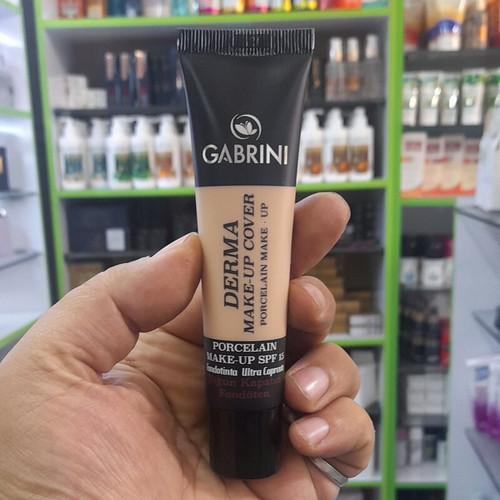 GABRINI
DERMA
MAKE-UP COVER
PORCELAIN MAKE - UP
PORCELAIN
MAKE-UP SPF 15
Fondotinta Ultra Coprente
Yoğun Kapatıcı
Fondöten